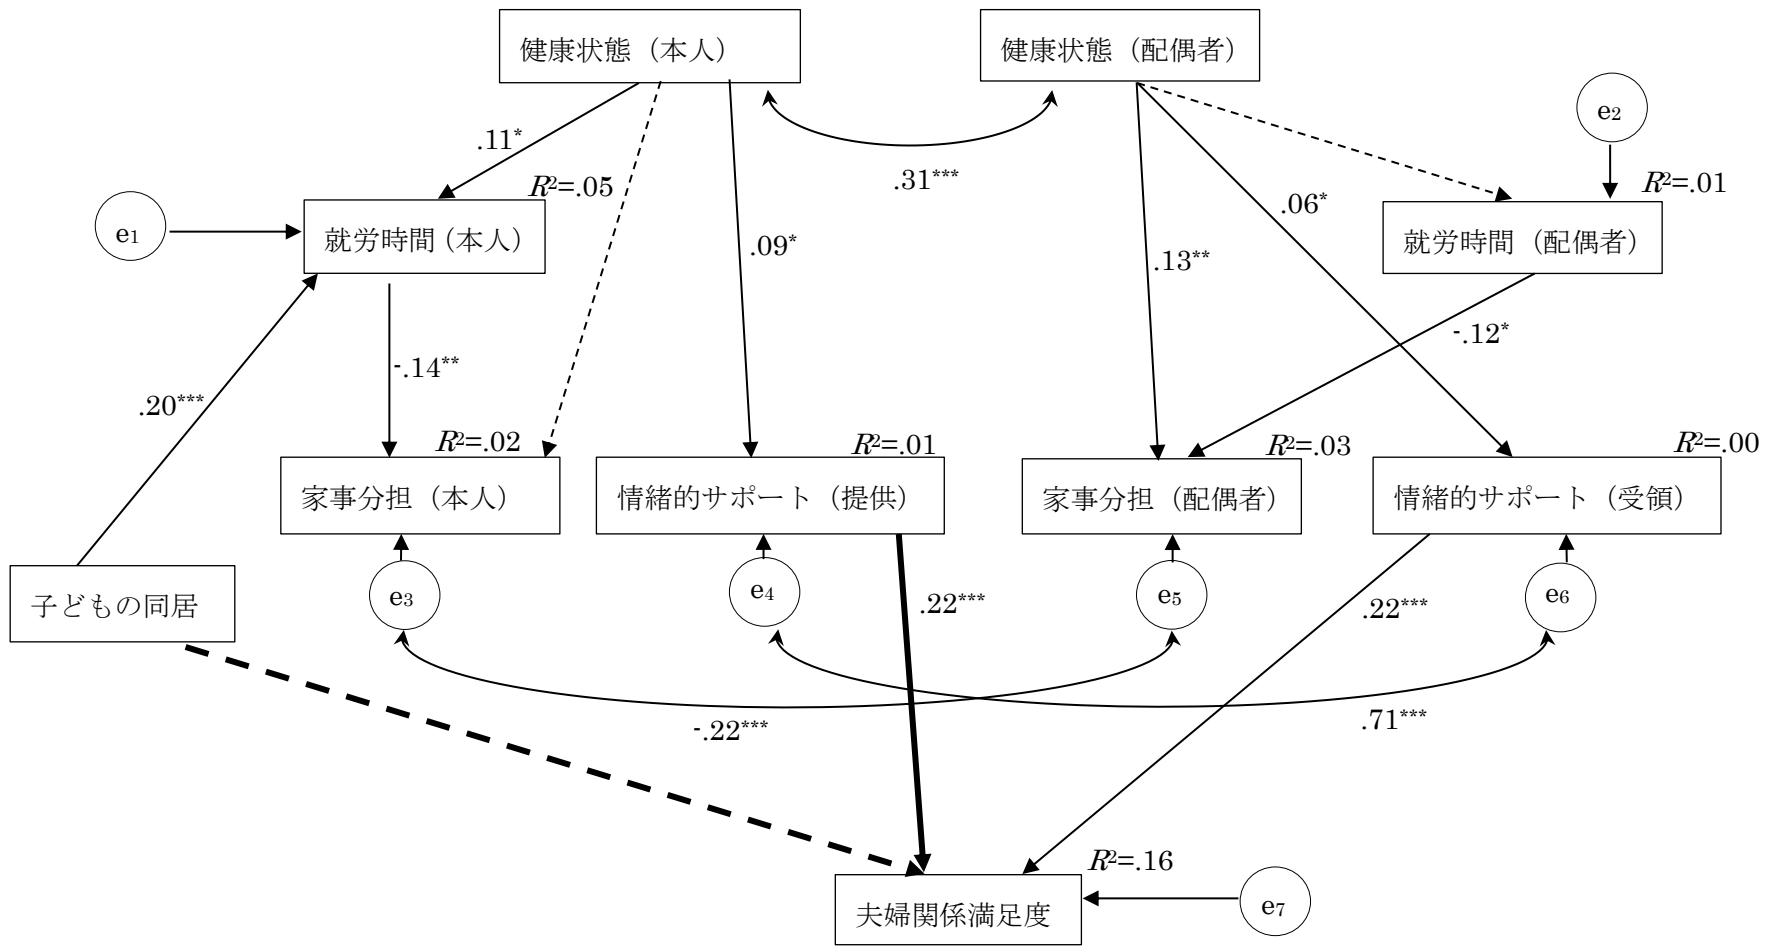 健康状態（本人）
健康状態（配偶者）
e2
.11*
R²=.05
.31***
R²=.01
.06*
e1
就労時間（本人）
.09*
.13**
就労時間（配偶者）
-.12*
-.14**
.20***
R²=.02
R²=.01
R²=.03
R²=.00
家事分担（本人）
情緒的サポート（提供）
家事分担（配偶者）
情緒的サポート（受領）
子どもの同居
e3
e4
.22***
e5
.22***
e6
-.22***
.71***
R²=.16
夫婦関係満足度
e7